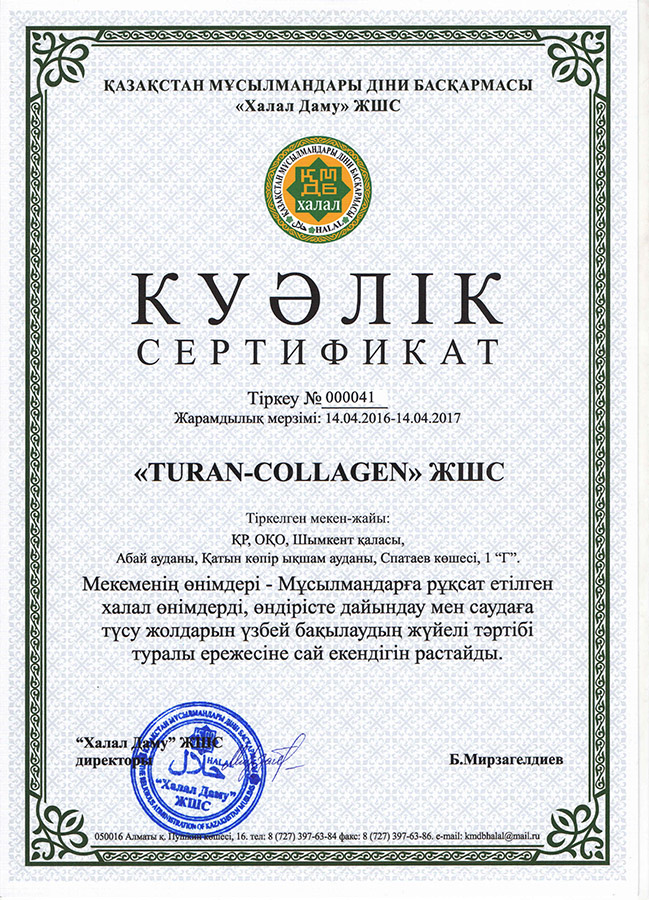 ҚАЗАҚСТАН МҰСЫЛМАНДАРЫ ДІНИ БАСҚАРМАСЫ
«Халал Даму» ЖШС
ҚАЗАҚСТАН МҰСЫЛМАНДАРЫ ДІНИ БАСҚАРМАСЫ
ҚМ
ДБ
халал
حلال HALAL
КУӘЛІК
СЕРТИФИКАТ
Тіркеу № 000041
Жарамдылық мерзімі: 14.04.2016-14.04.2017
«TURAN-COLLAGEN» ЖШС
Тіркелген мекен-жайы:
ҚР, ОҚО, Шымкент қаласы,
Абай ауданы, Қатын көпір ықшам ауданы, Спатаев көшесі, 1 “Г”.
Мекеменің өнімдері - Мұсылмандарға рұқсат етілген
халал өнімдерді, өндірісте дайындау мен саудаға
түсу жолдарын үзбей бақылаудың жүйелі тәртібі
туралы ережесіне сай екендігін растайды.
ҚАЗАҚСТАН МҰСЫЛМАНДАРЫ ДІНИ БАСҚАРМАСЫ
“Халал Даму” ЖШС
директоры
Б.Мирзагелдиев
حلال HALAL
“Халал Даму”
ЖШС
RELIGIOUS ADMINISTRATION OF KAZAKHSTAN MUSLIMS
050016 Алматы қ. Пушкин көшесі, 16. тел: 8 (727) 397-63-84 факс: 8 (727) 397-63-86. e-mail: kmdbhalal@mail.ru